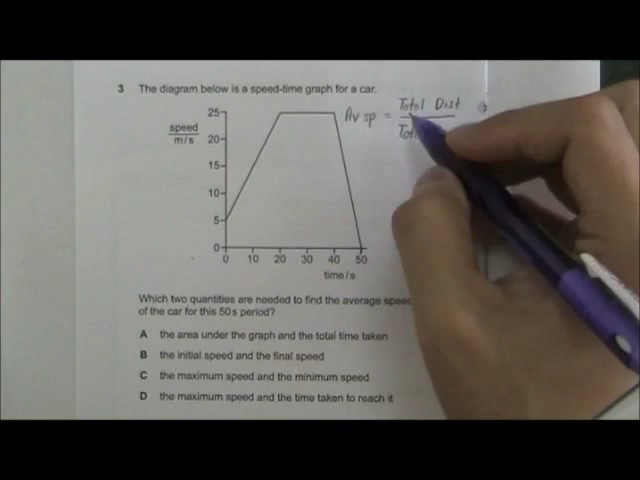 3 The diagram below is a speed-time graph for a car.
Av sp = Total Dist
speed
m/s
25
20
15
10
5
0
0 10 20 30 40 50
time/s
Which two quantities are needed to find the average speed
of the car for this 50s period?
A the area under the graph and the total time taken
B the initial speed and the final speed
C the maximum speed and the minimum speed
D the maximum speed and the time taken to reach it